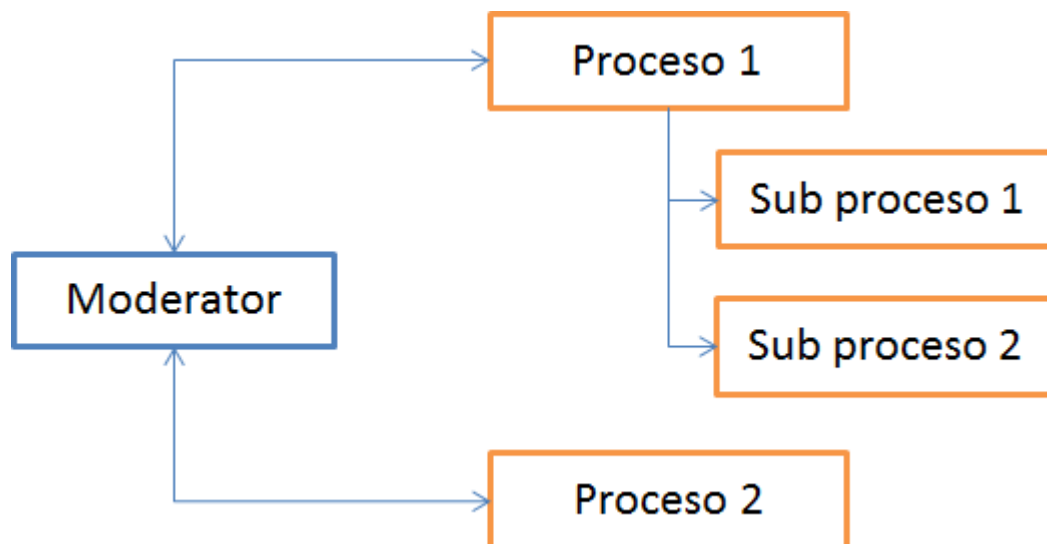 Proceso 1
Sub proceso 1
Moderator
Sub proceso 2
Proceso 2